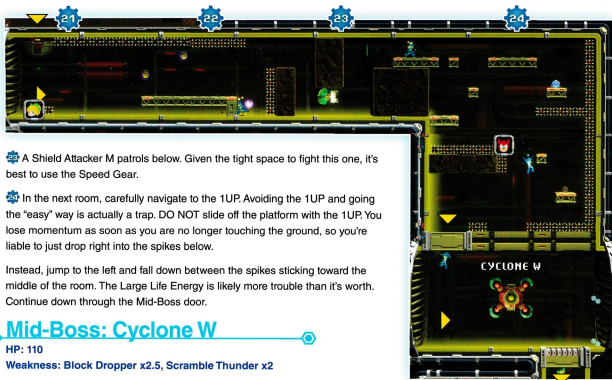 21
22
23
24
23 A Shield Attacker M patrols below. Given the tight space to fight this one, it's
best to use the Speed Gear.
24 In the next room, carefully navigate to the 1UP. Avoiding the 1UP and going
the "easy" way is actually a trap. DO NOT slide off the platform with the 1UP. You
lose momentum as soon as you are no longer touching the ground, so you're
liable to just drop right into the spikes below.
Instead, jump to the left and fall down between the spikes sticking toward the
middle of the room. The Large Life Energy is likely more trouble than it's worth.
Continue down through the Mid-Boss door.
CYCLONE W
Mid-Boss: Cyclone W
HP: 110
Weakness: Block Dropper x2.5, Scramble Thunder x2